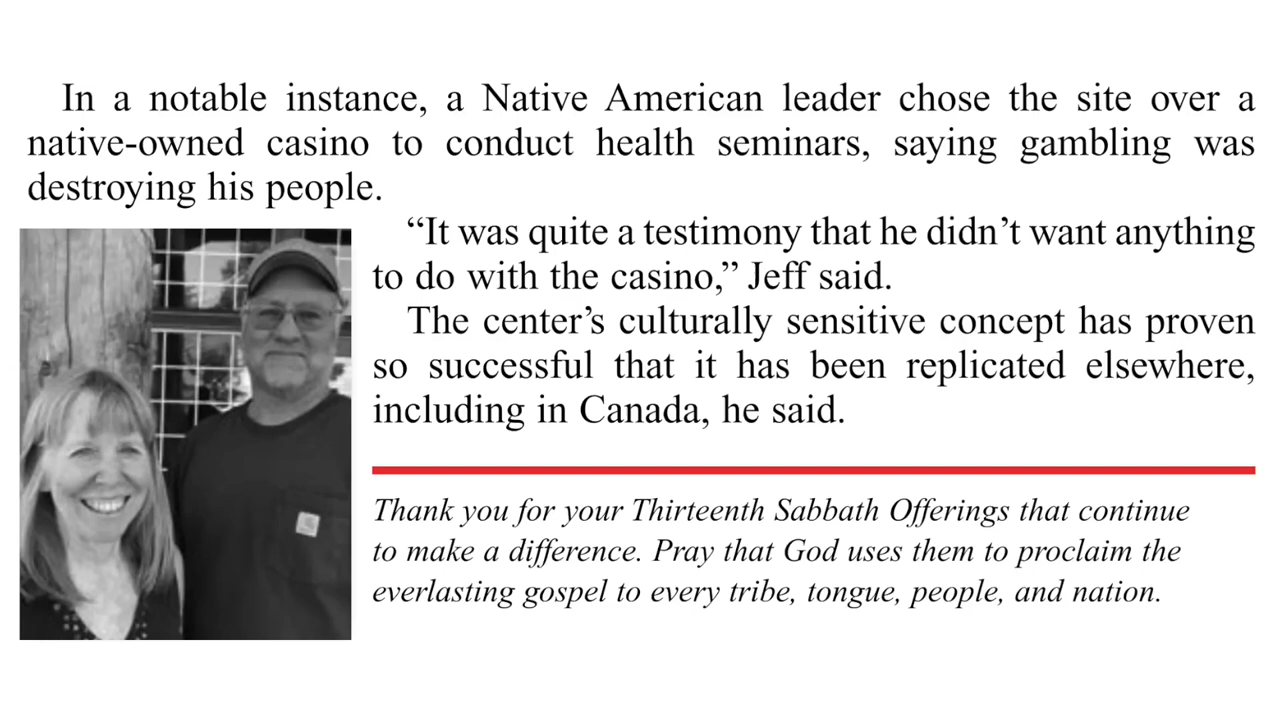 In a notable instance, a Native American leader chose the site over a
native-owned casino to conduct health seminars, saying gambling was
destroying his people.
“It was quite a testimony that he didn’t want anything
to do with the casino,” Jeff said.
The center’s culturally sensitive concept has proven
so successful that it has been replicated elsewhere,
including in Canada, he said.
Thank you for your Thirteenth Sabbath Offerings that continue
to make a difference. Pray that God uses them to proclaim the
everlasting gospel to every tribe, tongue, people, and nation.